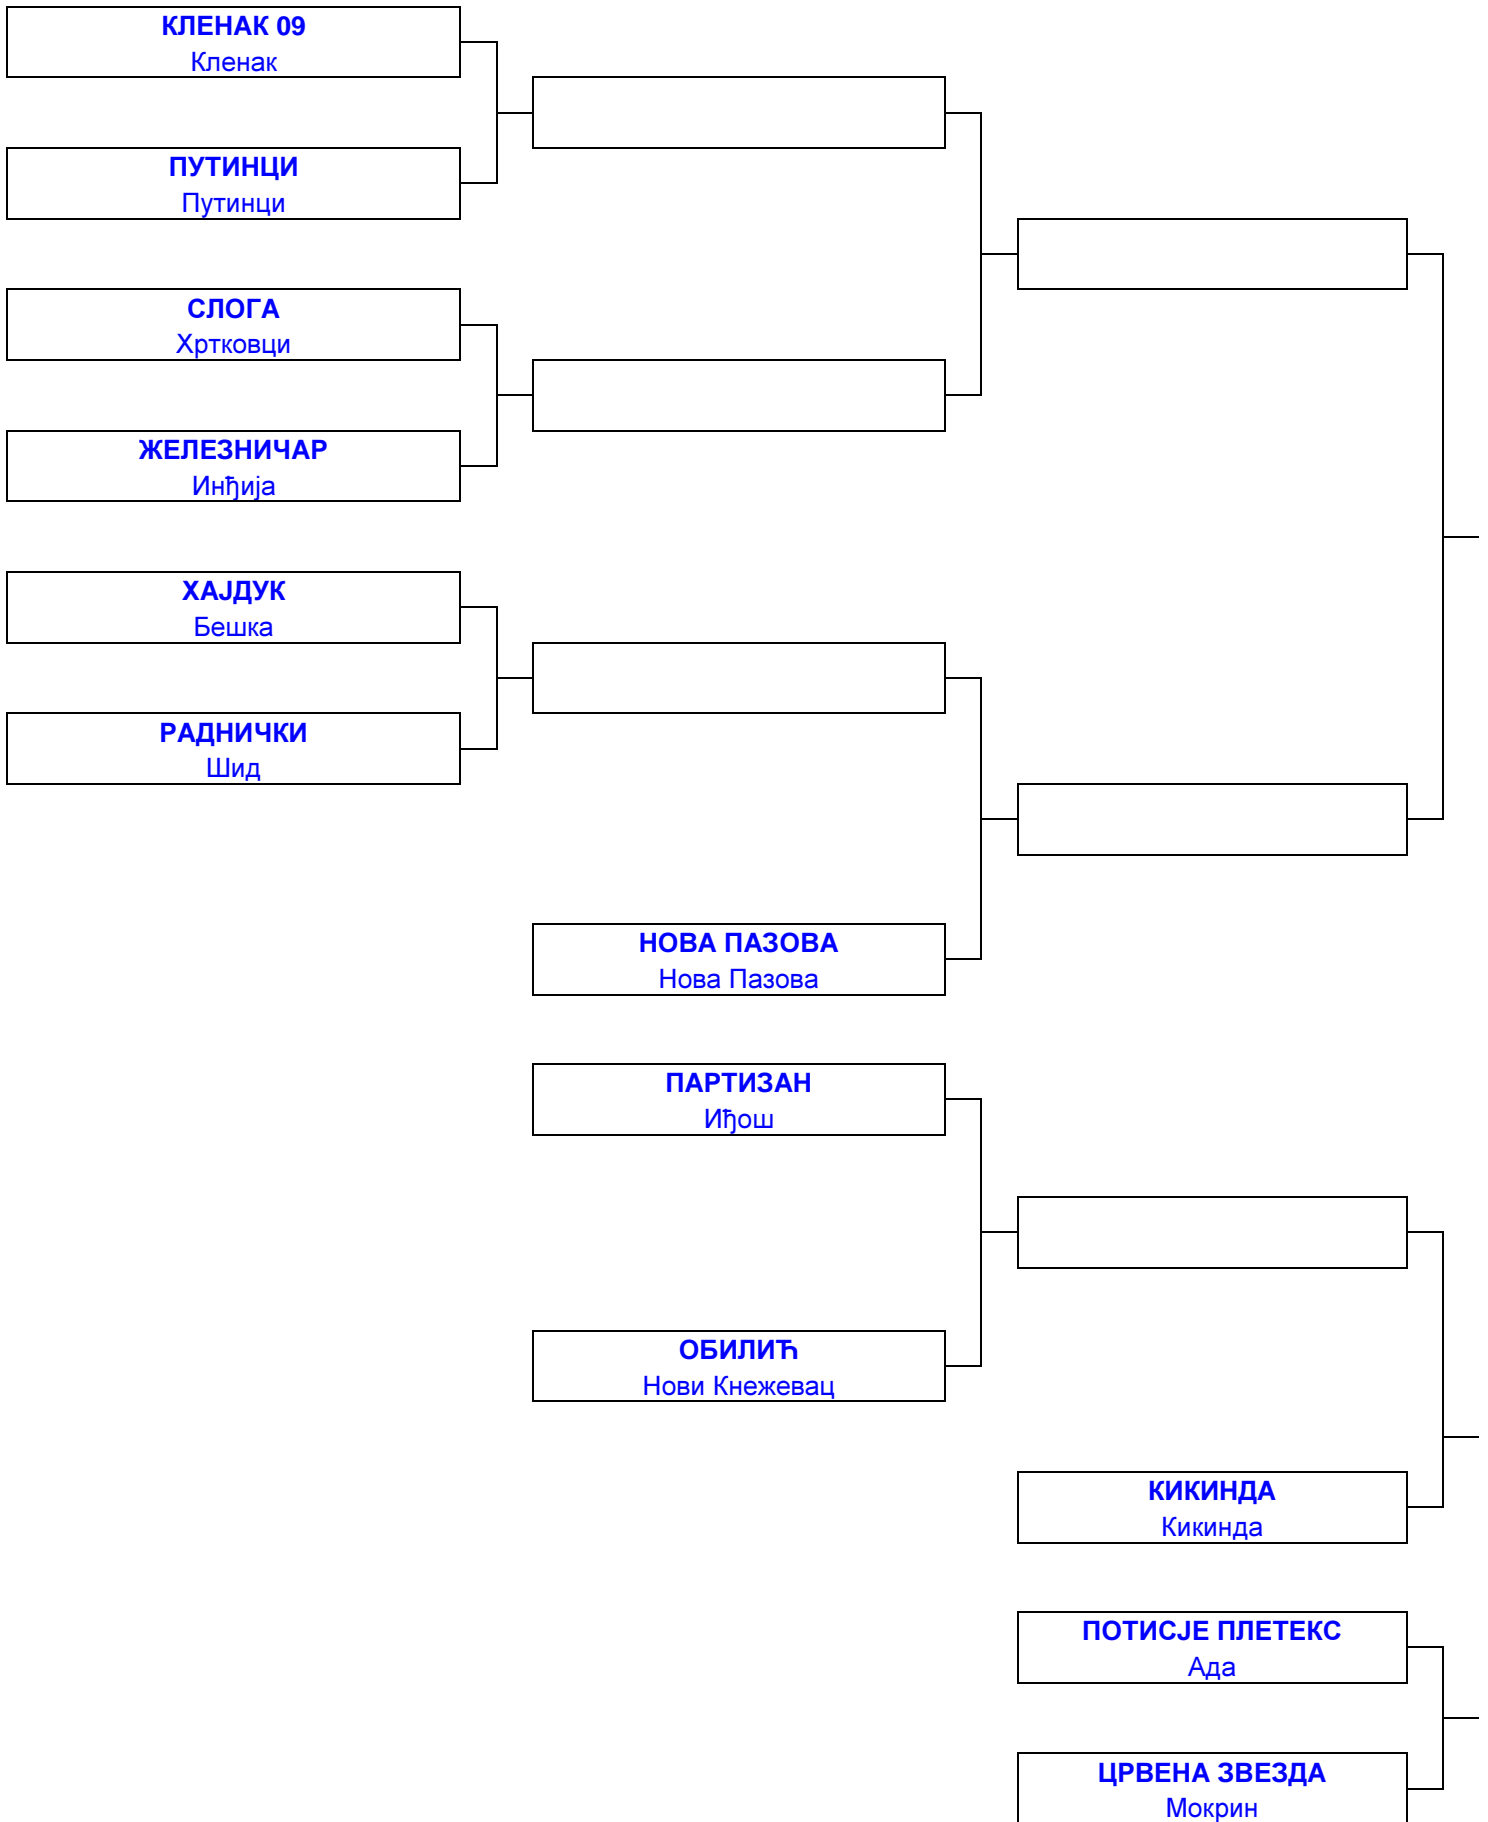 КЛЕНАК 09
Кленак
ПУТИНЦИ
Путинци
СЛОГА
Хртковци
ЖЕЛЕЗНИЧАР
Инђија
ХАЈДУК
Бешка
РАДНИЧКИ
Шид
НОВА ПАЗОВА
Нова Пазова
ПАРТИЗАН
Иђош
ОБИЛИЋ
Нови Кнежевац
КИКИНДА
Кикинда
ПОТИСЈЕ ПЛЕТЕКС
Ада
ЦРВЕНА ЗВЕЗДА
Мокрин